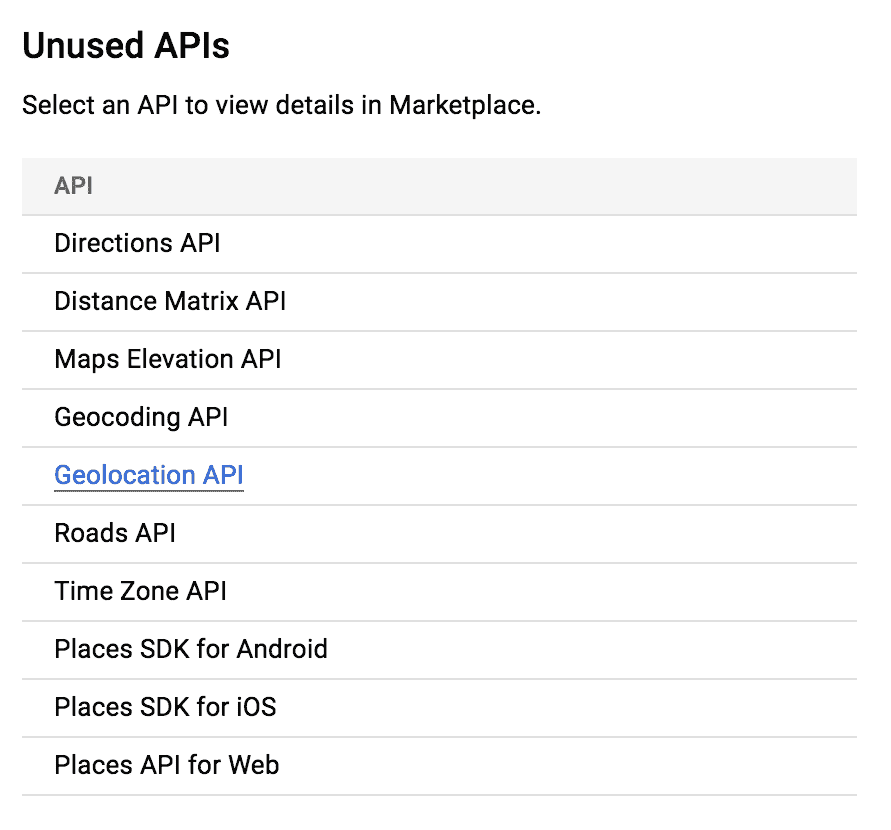 Unused APIs
Select an API to view details in Marketplace.
API
Directions API
Distance Matrix API
Maps Elevation API
Geocoding API
Geolocation API
Roads API
Time Zone API
Places SDK for Android
Places SDK for iOS
Places API for Web